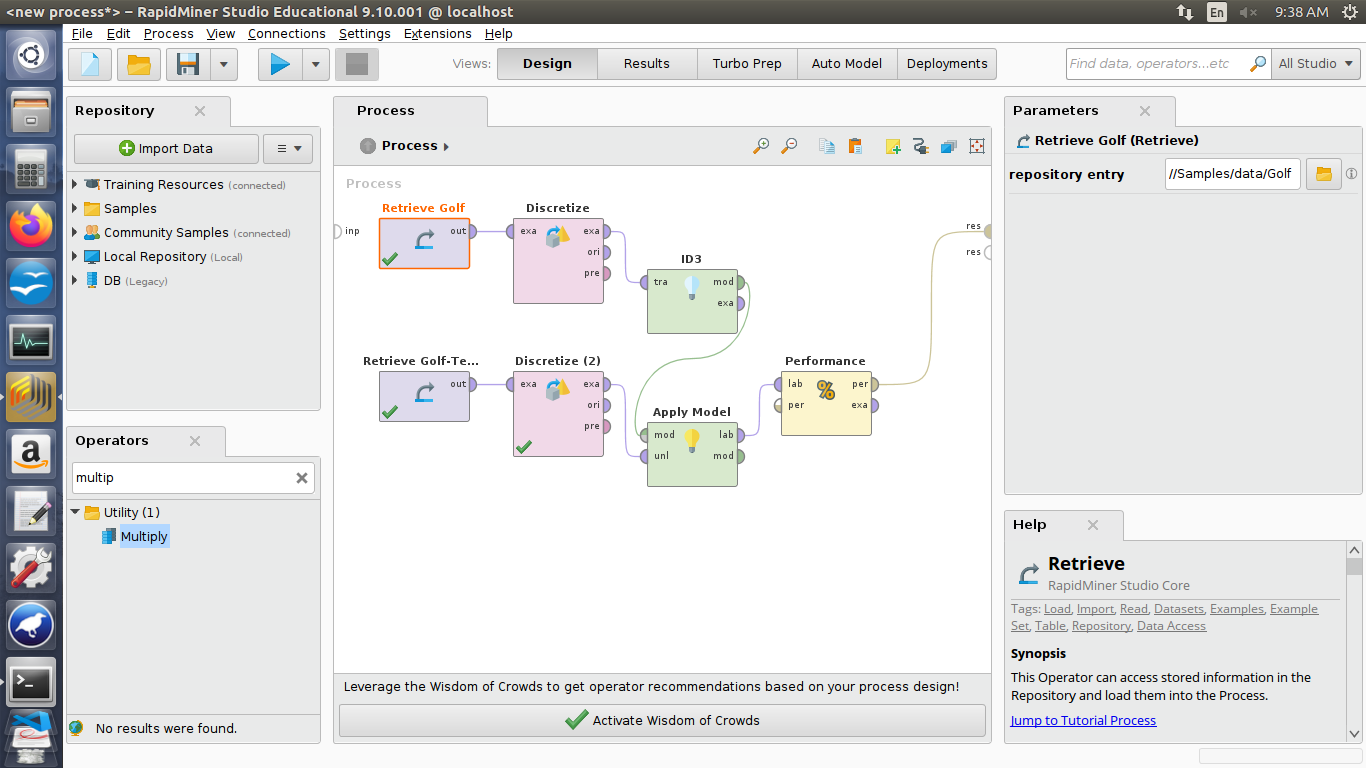 <new process*> – RapidMiner Studio Educational 9.10.001 @ localhost
En
9:38 AM
File Edit Process View Connections Settings Extensions Help
Views:
Design
Results
Turbo Prep
Auto Model
Deployments
Find data, operators...etc
All Studio
Repository
Import Data
Training Resources (connected)
Samples
Community Samples (connected)
Local Repository (Local)
DB (Legacy)
Operators
multip
Utility (1)
Multiply
No results were found.
Process
Process
Process
inp
Retrieve Golf
out
Discretize
exa exa
ori
pre
ID3
tra mod
exa
res
res
Retrieve Golf-Te...
out
Discretize (2)
exa exa
ori
pre
Apply Model
mod lab
unl mod
Performance
lab per
per exa
Leverage the Wisdom of Crowds to get operator recommendations based on your process design!
Activate Wisdom of Crowds
Parameters
Retrieve Golf (Retrieve)
repository entry
//Samples/data/Golf
Help
Retrieve
RapidMiner Studio Core
Tags: Load, Import, Read, Datasets, Examples, Example
Set, Table, Repository, Data Access
Synopsis
This Operator can access stored information in the
Repository and load them into the Process.
Jump to Tutorial Process